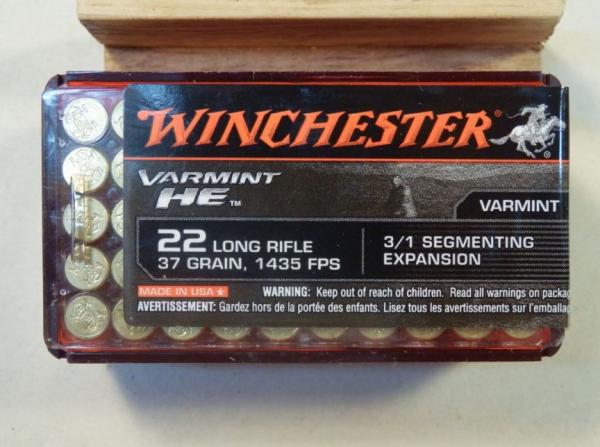 WINCHESTER
VARMINT
HE™
VARMINT
22 LONG RIFLE
37 GRAIN, 1435 FPS
3/1 SEGMENTING
EXPANSION
MADE IN USA★
WARNING: Keep out of reach of children. Read all warnings on
AVERTISSEMENT: Gardez hors de la portée des enfants. Lisez tous les avertissements sur